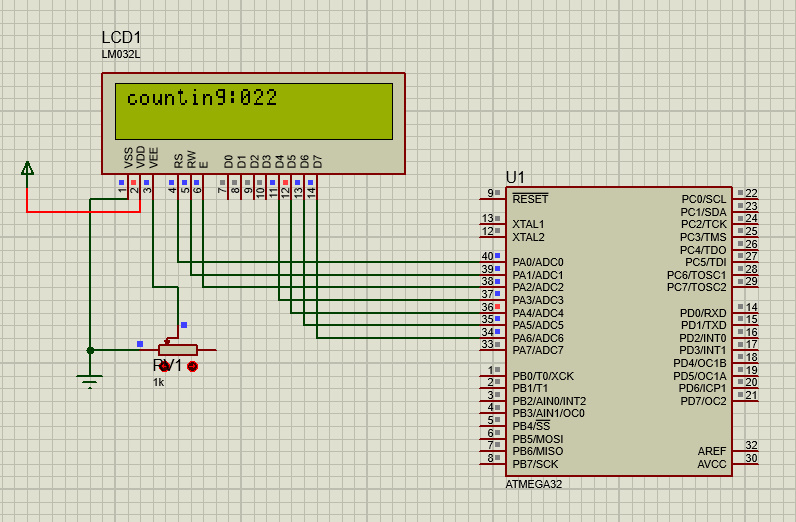 LCD1
LM032L
counting:022
VSS
VDD
VEE
RS
RW
E
D0
D1
D2
D3
D4
D5
D6
D7
1
2
3
4
5
6
7
8
9
10
11
12
13
14
RV1
1k
U1
9 RESET
13 XTAL1
12 XTAL2
40 PA0/ADC0
39 PA1/ADC1
38 PA2/ADC2
37 PA3/ADC3
36 PA4/ADC4
35 PA5/ADC5
34 PA6/ADC6
33 PA7/ADC7
1 PB0/T0/XCK
2 PB1/T1
3 PB2/AIN0/INT2
4 PB3/AIN1/OC0
5 PB4/SS
6 PB5/MOSI
7 PB6/MISO
8 PB7/SCK
PC0/SCL 22
PC1/SDA 23
PC2/TCK 24
PC3/TMS 25
PC4/TDO 26
PC5/TDI 27
PC6/TOSC1 28
PC7/TOSC2 29
PD0/RXD 14
PD1/TXD 15
PD2/INT0 16
PD3/INT1 17
PD4/OC1B 18
PD5/OC1A 19
PD6/ICP1 20
PD7/OC2 21
AREF 32
AVCC 30
ATMEGA32